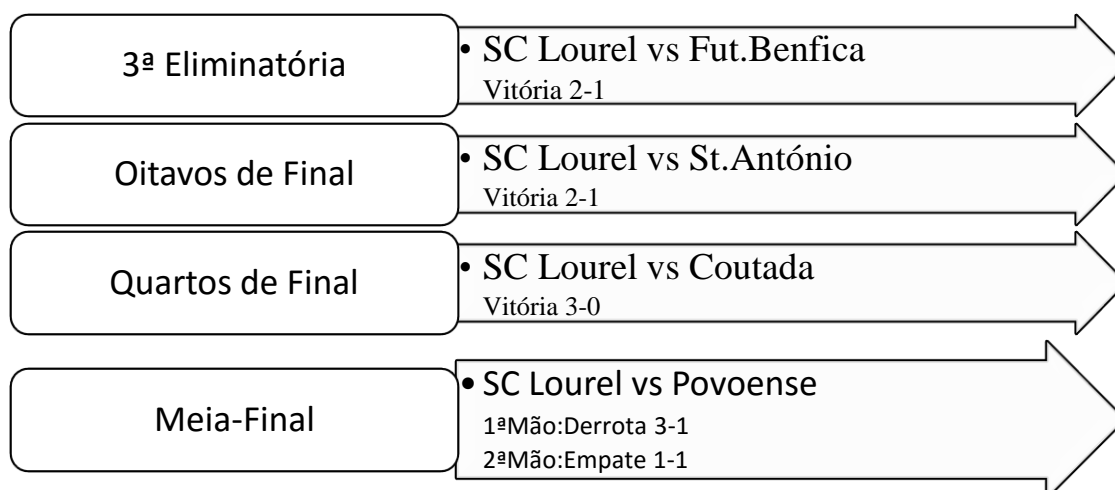 3ª Eliminatória
• SC Lourel vs Fut.Benfica
Vitória 2-1
Oitavos de Final
• SC Lourel vs St.António
Vitória 2-1
Quartos de Final
• SC Lourel vs Coutada
Vitória 3-0
Meia-Final
• SC Lourel vs Povoense
1ªMão:Derrota 3-1
2ªMão:Empate 1-1